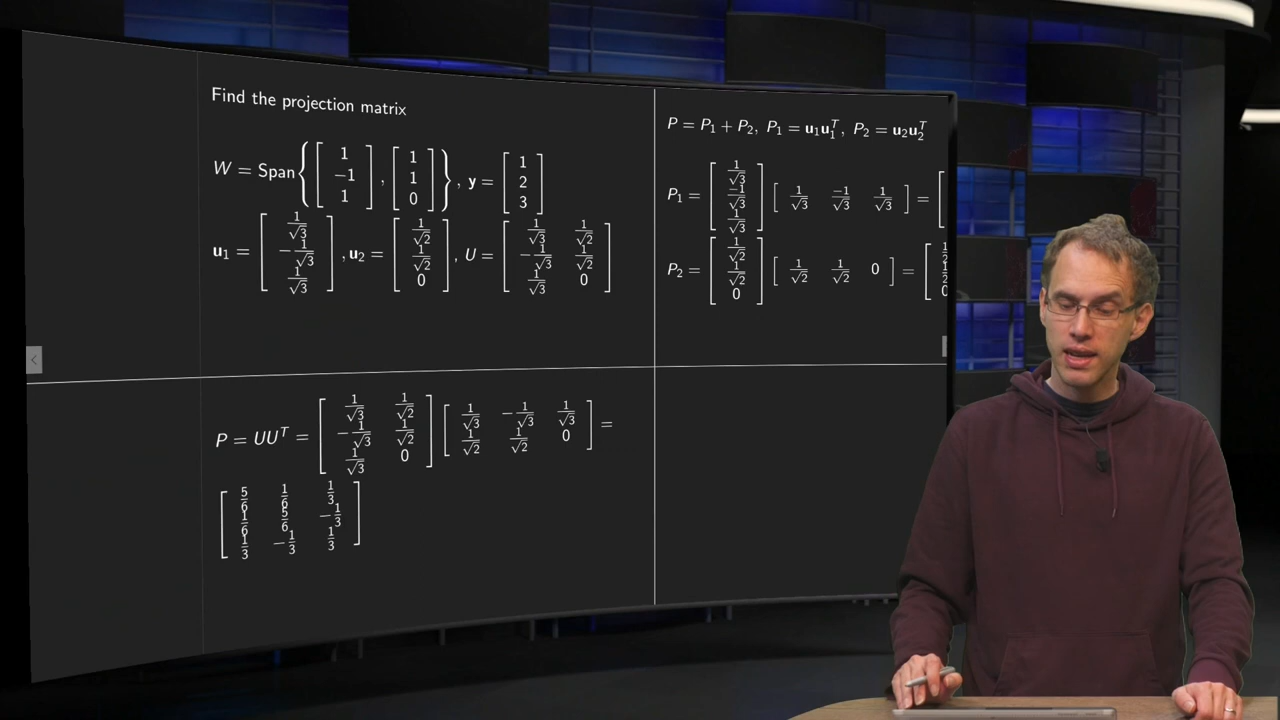 Find the projection matrix
W = Span{[1 -1 1], [1 1 0]}, y = [1 2 3]
u₁ = [1/√3 -1/√3 1/√3], u₂ = [1/√2 1/√2 0], U = [1/√3 1/√2; -1/√3 1/√2; 1/√3 0]
P = UUᵀ = [1/√3 1/√2; -1/√3 1/√2; 1/√3 0] [1/√3 -1/√3 1/√3; 1/√2 1/√2 0] =
[5/6 1/6 1/3; 1/6 5/6 -1/3; 1/3 -1/3 1/3]
P = P₁ + P₂, P₁ = u₁u₁ᵀ, P₂ = u₂u₂ᵀ
P₁ = [1/√3 -1/√3 1/√3] [1/√3 -1/√3 1/√3] = [
P₂ = [1/√2 1/√2 0] [1/√2 1/√2 0] = [1/2 1/2 0